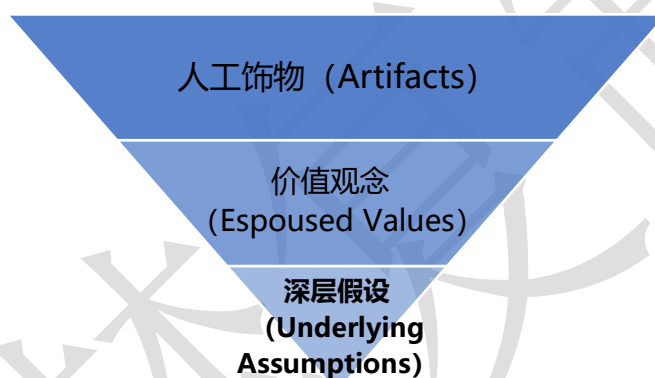 人工饰物（Artifacts）
价值观念
（Espoused Values）
深层假设
（Underlying
Assumptions）